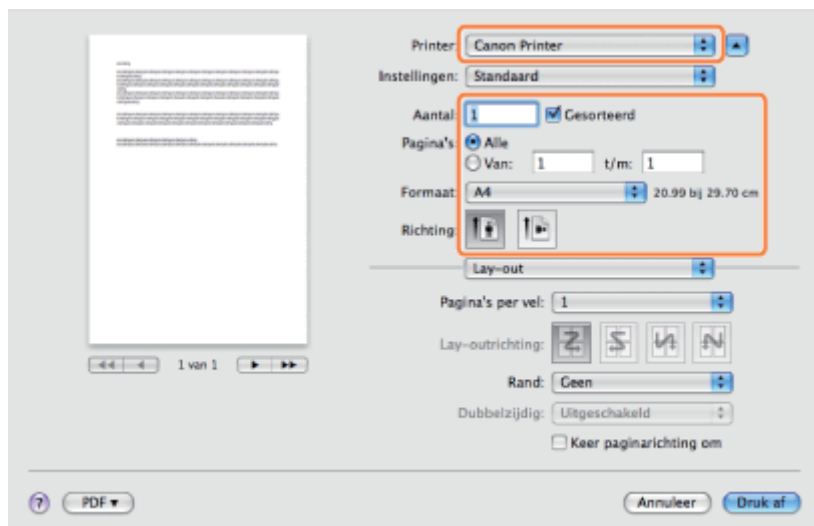 Printer: Canon Printer
Instellingen: Standaard
Aantal: 1 Gesorteerd
Pagina's: Alle
Van: 1 t/m: 1
Formaat: A4 20.99 bij 29.70 cm
Richting:
Lay-out
Pagina's per vel: 1
Lay-outrichting:
Rand: Geen
Dubbelzijdig: Uitgeschakeld
Keer paginarichting om
1 van 1
? PDF Annuleer Druk af